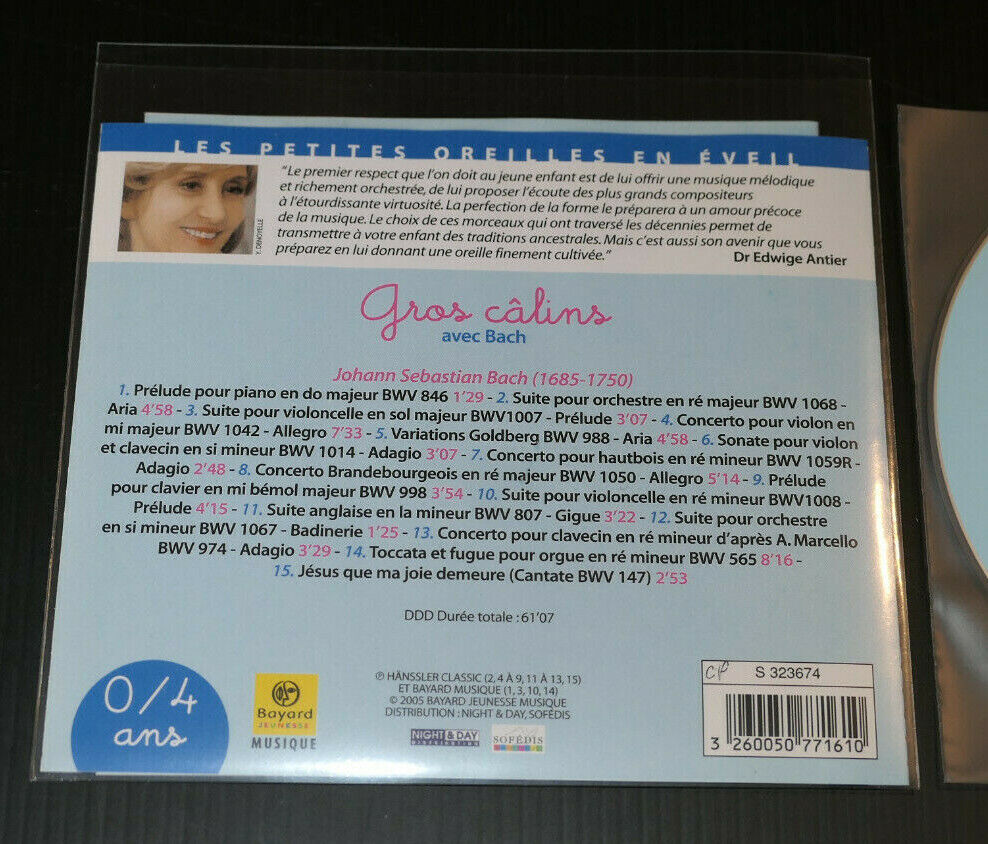 LES PETITES OREILLES EN ÉVEIL
"Le premier respect que l'on doit au jeune enfant est de lui offrir une musique mélodique
et richement orchestrée, de lui proposer l'écoute des plus grands compositeurs
à l'étourdissante virtuosité. La perfection de la forme le préparera à un amour précoce
de la musique. Le choix de ces morceaux qui ont traversé les décennies permet de
transmettre à votre enfant des traditions ancestrales. Mais c'est aussi son avenir que vous
préparez en lui donnant une oreille finement cultivée."
Dr Edwige Antier
Y. DENOYELLE
Gros câlins
avec Bach
Johann Sebastian Bach (1685-1750)
1. Prélude pour piano en do majeur BWV 846 1'29 - 2. Suite pour orchestre en ré majeur BWV 1068 -
Aria 4'58 - 3. Suite pour violoncelle en sol majeur BWV1007 - Prélude 3'07 - 4. Concerto pour violon en
mi majeur BWV 1042 - Allegro 7'33 - 5. Variations Goldberg BWV 988 - Aria 4'58 - 6. Sonate pour violon
et clavecin en si mineur BWV 1014 - Adagio 3'07 - 7. Concerto pour hautbois en ré mineur BWV 1059R -
Adagio 2'48 - 8. Concerto Brandebourgeois en ré majeur BWV 1050 - Allegro 5'14 - 9. Prélude
pour clavier en mi bémol majeur BWV 998 3'54 - 10. Suite pour violoncelle en ré mineur BWV1008 -
Prélude 4'15 - 11. Suite anglaise en la mineur BWV 807 - Gigue 3'22 - 12. Suite pour orchestre
en si mineur BWV 1067 - Badinerie 1'25 - 13. Concerto pour clavecin en ré mineur d'après A. Marcello
BWV 974 - Adagio 3'29 - 14. Toccata et fugue pour orgue en ré mineur BWV 565 8'16 -
15. Jésus que ma joie demeure (Cantate BWV 147) 2'53
DDD Durée totale : 61'07
0/4
ans
Bayard
JEUNESSE
MUSIQUE
℗ HÄNSSLER CLASSIC (2, 4 À 9, 11 À 13, 15)
ET BAYARD MUSIQUE (1, 3, 10, 14)
© 2005 BAYARD JEUNESSE MUSIQUE
DISTRIBUTION : NIGHT & DAY, SOFÉDIS
NIGHT & DAY
DISTRIBUTION
SOFÉDIS
S 323674
3 260050 771610